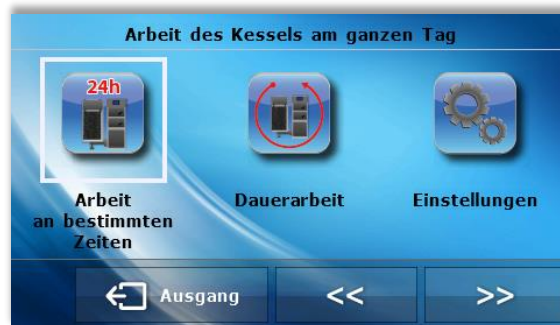 Arbeit des Kessels am ganzen Tag
24h
Arbeit
an bestimmten
Zeiten
Dauerarbeit
Einstellungen
Ausgang
<<
>>